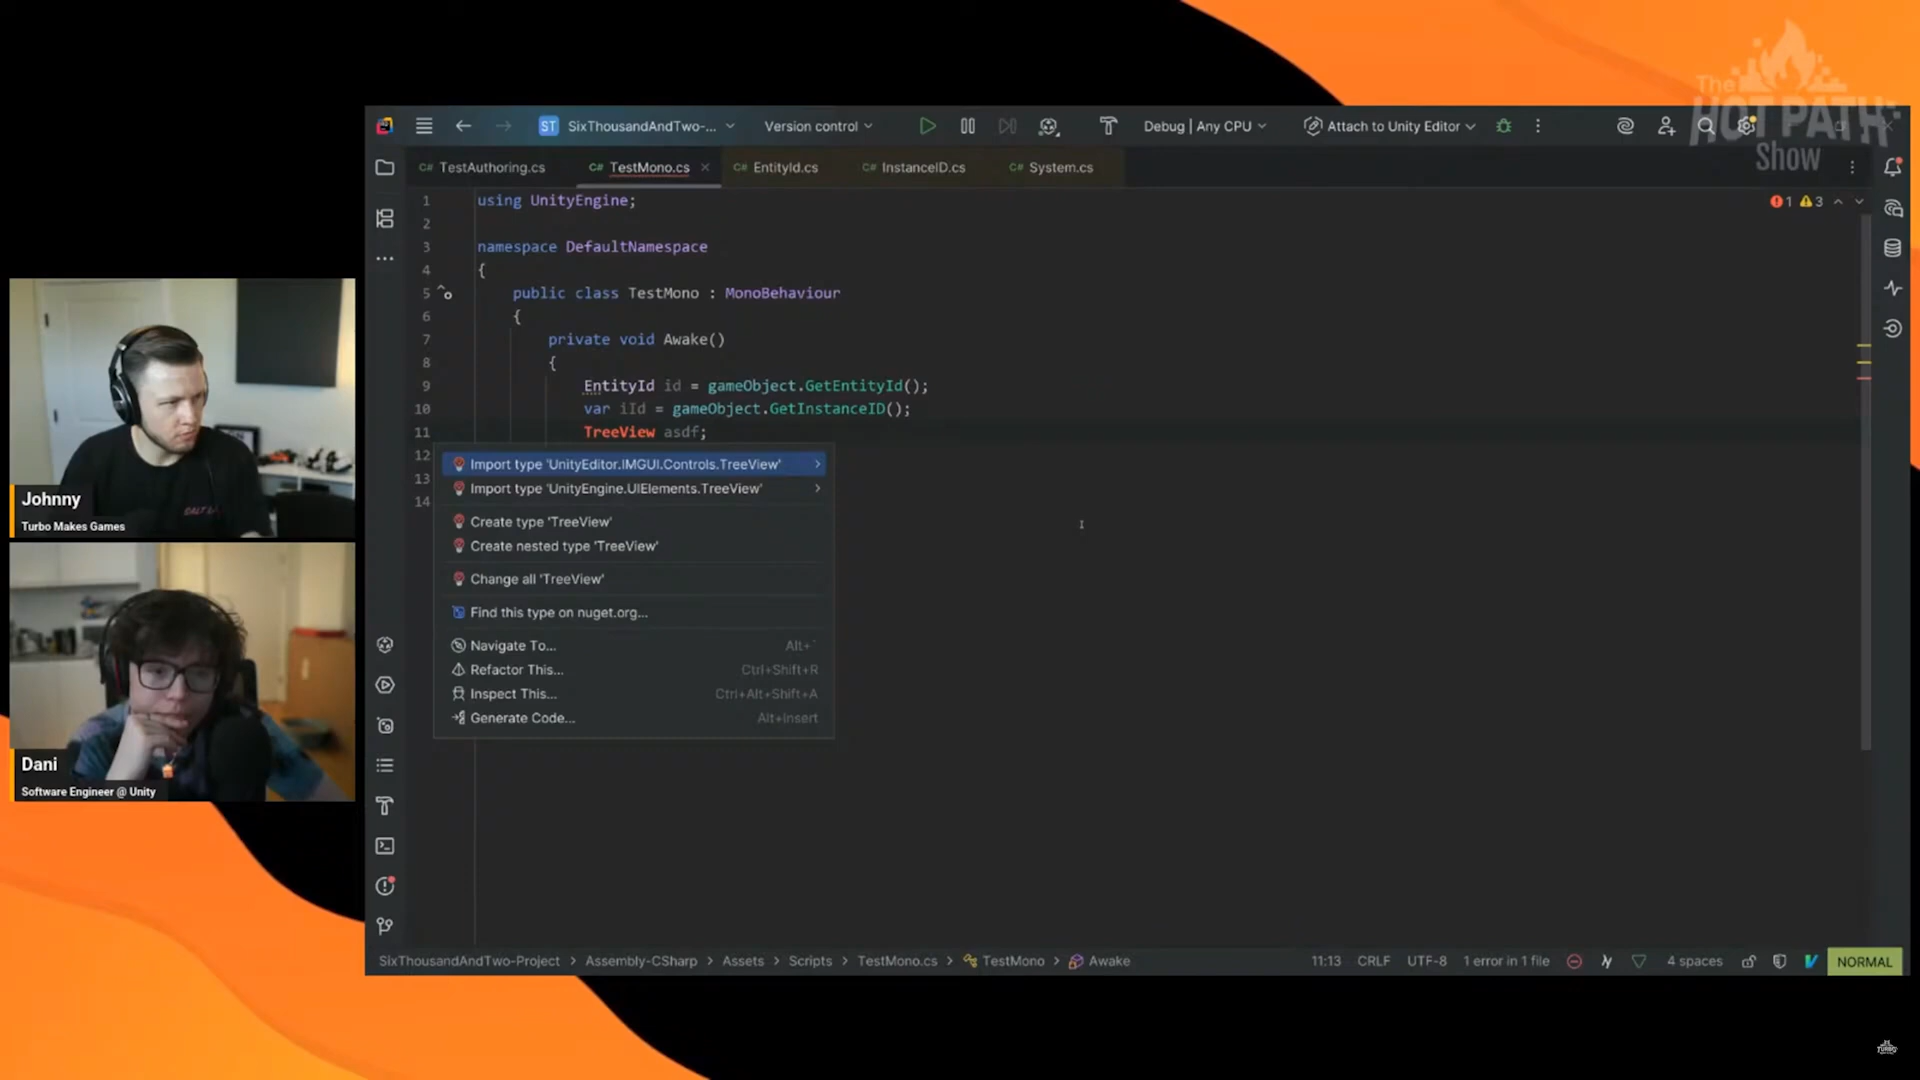 The
HOT PATH
Show
ST SixThousandAndTwo-...
Version control
Debug | Any CPU
Attach to Unity Editor
C# TestAuthoring.cs
C# TestMono.cs
C# EntityId.cs
C# InstanceID.cs
C# System.cs
1 using UnityEngine;
1 3
2
3 namespace DefaultNamespace
4 {
5 public class TestMono : MonoBehaviour
6 {
7 private void Awake()
8 {
9 EntityId id = gameObject.GetEntityId();
10 var iId = gameObject.GetInstanceID();
11 TreeView asdf;
12
13
14
Import type 'UnityEditor.IMGUI.Controls.TreeView'
Import type 'UnityEngine.UIElements.TreeView'
Create type 'TreeView'
Create nested type 'TreeView'
Change all 'TreeView'
Find this type on nuget.org...
Navigate To... Alt+`
Refactor This... Ctrl+Shift+R
Inspect This... Ctrl+Alt+Shift+A
Generate Code... Alt+Insert
Johnny
Turbo Makes Games
Dani
Software Engineer @ Unity
SixThousandAndTwo-Project > Assembly-CSharp > Assets > Scripts > TestMono.cs > TestMono > Awake
11:13 CRLF UTF-8 1 error in 1 file 4 spaces NORMAL
TURBO